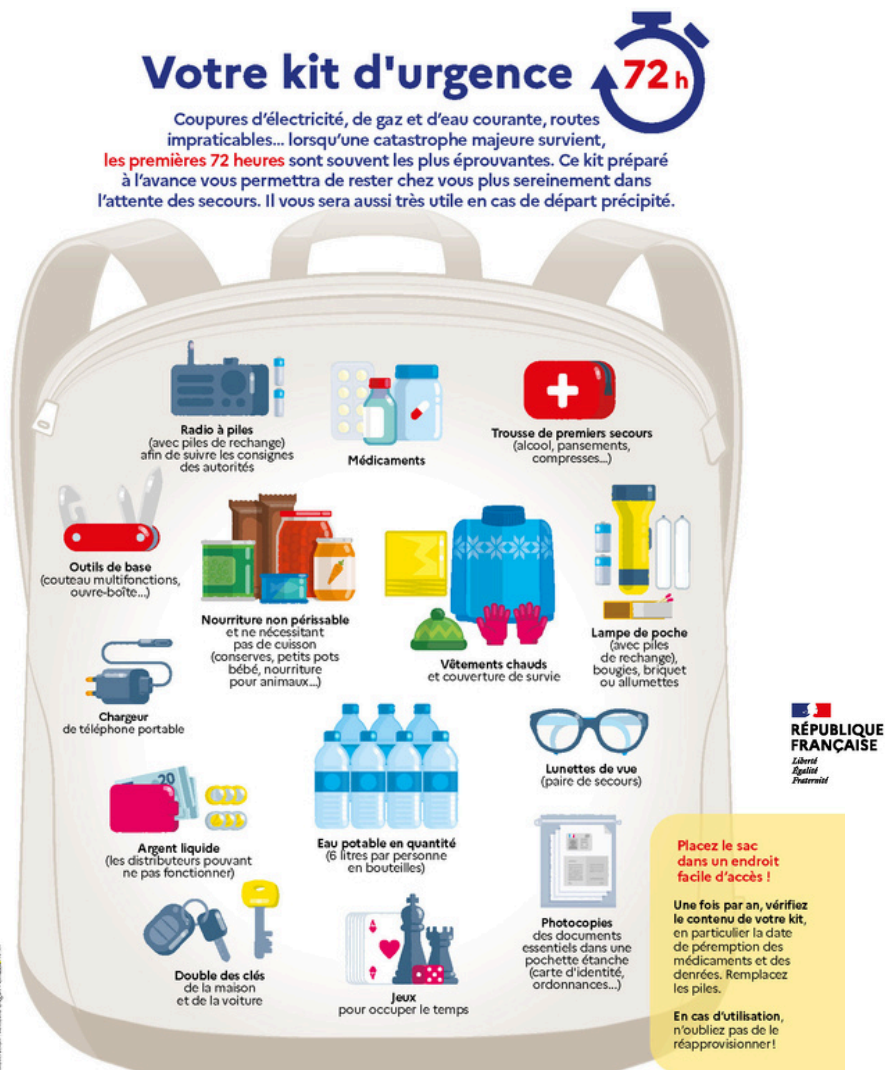 Votre kit d'urgence
72 h
Coupures d'électricité, de gaz et d'eau courante, routes
impraticables... lorsqu'une catastrophe majeure survient,
les premières 72 heures sont souvent les plus éprouvantes. Ce kit préparé
à l'avance vous permettra de rester chez vous plus sereinement dans
l'attente des secours. Il vous sera aussi très utile en cas de départ précipité.
Radio à piles
(avec piles de rechange)
afin de suivre les consignes
des autorités
Médicaments
Trousse de premiers secours
(alcool, pansements,
compresses...)
Outils de base
(couteau multifonctions,
ouvre-boîte...)
Nourriture non périssable
et ne nécessitant
pas de cuisson
(conserves, petits pots
bébé, nourriture
pour animaux...)
Vêtements chauds
et couverture de survie
Lampe de poche
(avec piles
de rechange),
bougies, briquet
ou allumettes
Chargeur
de téléphone portable
20
Argent liquide
(les distributeurs pouvant
ne pas fonctionner)
Eau potable en quantité
(6 litres par personne
en bouteilles)
Lunettes de vue
(paire de secours)
Double des clés
de la maison
et de la voiture
A
Jeux
pour occuper le temps
Photocopies
des documents
essentiels dans une
pochette étanche
(carte d'identité,
ordonnances...)
RÉPUBLIQUE
FRANÇAISE
Liberté
Égalité
Fraternité
Placez le sac
dans un endroit
facile d'accès !
Une fois par an, vérifiez
le contenu de votre kit,
en particulier la date
de péremption des
médicaments et des
denrées. Remplacez
les piles.
En cas d'utilisation,
n'oubliez pas de le
réapprovisionner!